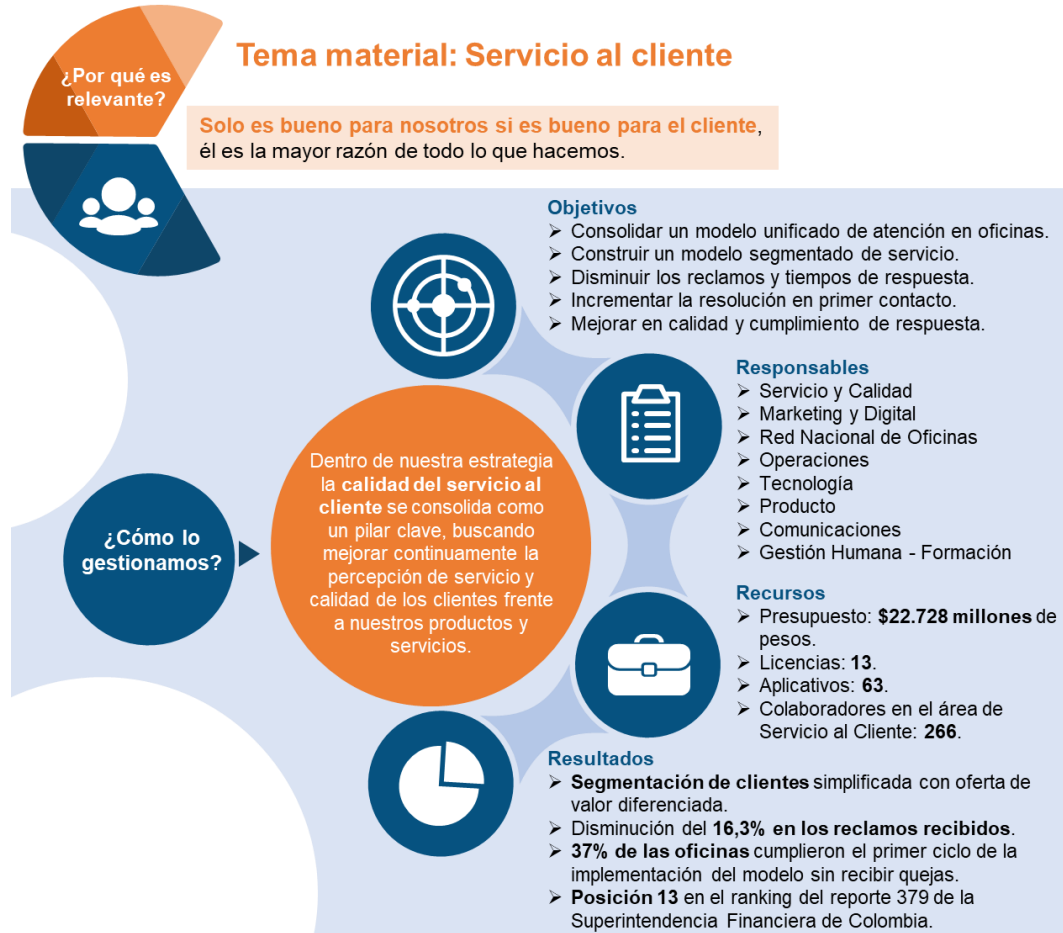 ¿Por qué es
relevante?
Tema material: Servicio al cliente
Solo es bueno para nosotros si es bueno para el cliente,
él es la mayor razón de todo lo que hacemos.
Objetivos
➢ Consolidar un modelo unificado de atención en oficinas.
➢ Construir un modelo segmentado de servicio.
➢ Disminuir los reclamos y tiempos de respuesta.
➢ Incrementar la resolución en primer contacto.
➢ Mejorar en calidad y cumplimiento de respuesta.
Responsables
➢ Servicio y Calidad
➢ Marketing y Digital
➢ Red Nacional de Oficinas
➢ Operaciones
➢ Tecnología
➢ Producto
➢ Comunicaciones
➢ Gestión Humana - Formación
¿Cómo lo
gestionamos?
Dentro de nuestra estrategia
la calidad del servicio al
cliente se consolida como
un pilar clave, buscando
mejorar continuamente la
percepción de servicio y
calidad de los clientes frente
a nuestros productos y
servicios.
Recursos
➢ Presupuesto: $22.728 millones de
pesos.
➢ Licencias: 13.
➢ Aplicativos: 63.
➢ Colaboradores en el área de
Servicio al Cliente: 266.
Resultados
➢ Segmentación de clientes simplificada con oferta de
valor diferenciada.
➢ Disminución del 16,3% en los reclamos recibidos.
➢ 37% de las oficinas cumplieron el primer ciclo de la
implementación del modelo sin recibir quejas.
➢ Posición 13 en el ranking del reporte 379 de la
Superintendencia Financiera de Colombia.